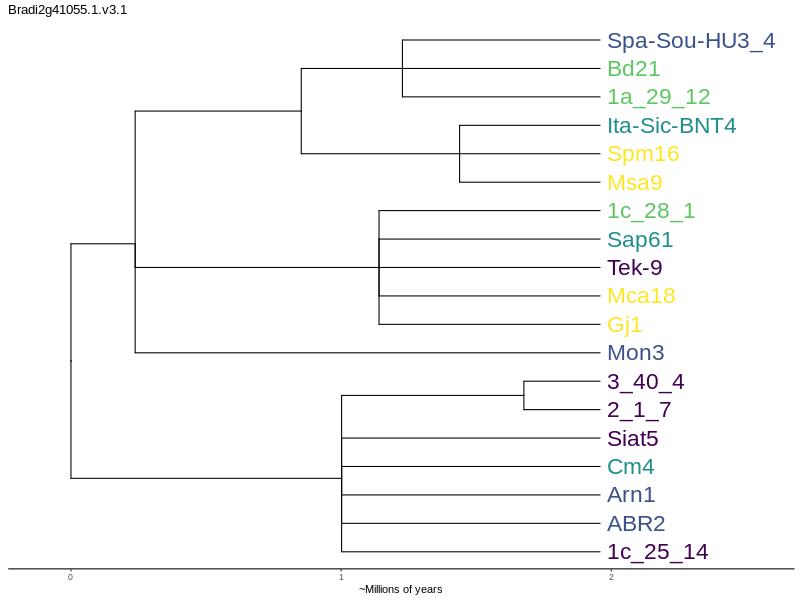 Bradi2g41055.1.v3.1
Spa-Sou-HU3_4
Bd21
1a_29_12
Ita-Sic-BNT4
Spm16
Msa9
1c_28_1
Sap61
Tek-9
Mca18
Gj1
Mon3
3_40_4
2_1_7
Siat5
Cm4
Arn1
ABR2
1c_25_14
0 1 2
~Millions of years